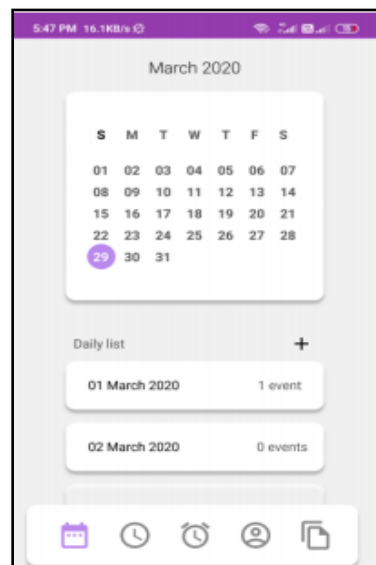 5:47 PM 16.1KB/s
March 2020
S M T W T F S
01 02 03 04 05 06 07
08 09 10 11 12 13 14
15 16 17 18 19 20 21
22 23 24 25 26 27 28
29 30 31
Daily list +
01 March 2020 1 event
02 March 2020 0 events